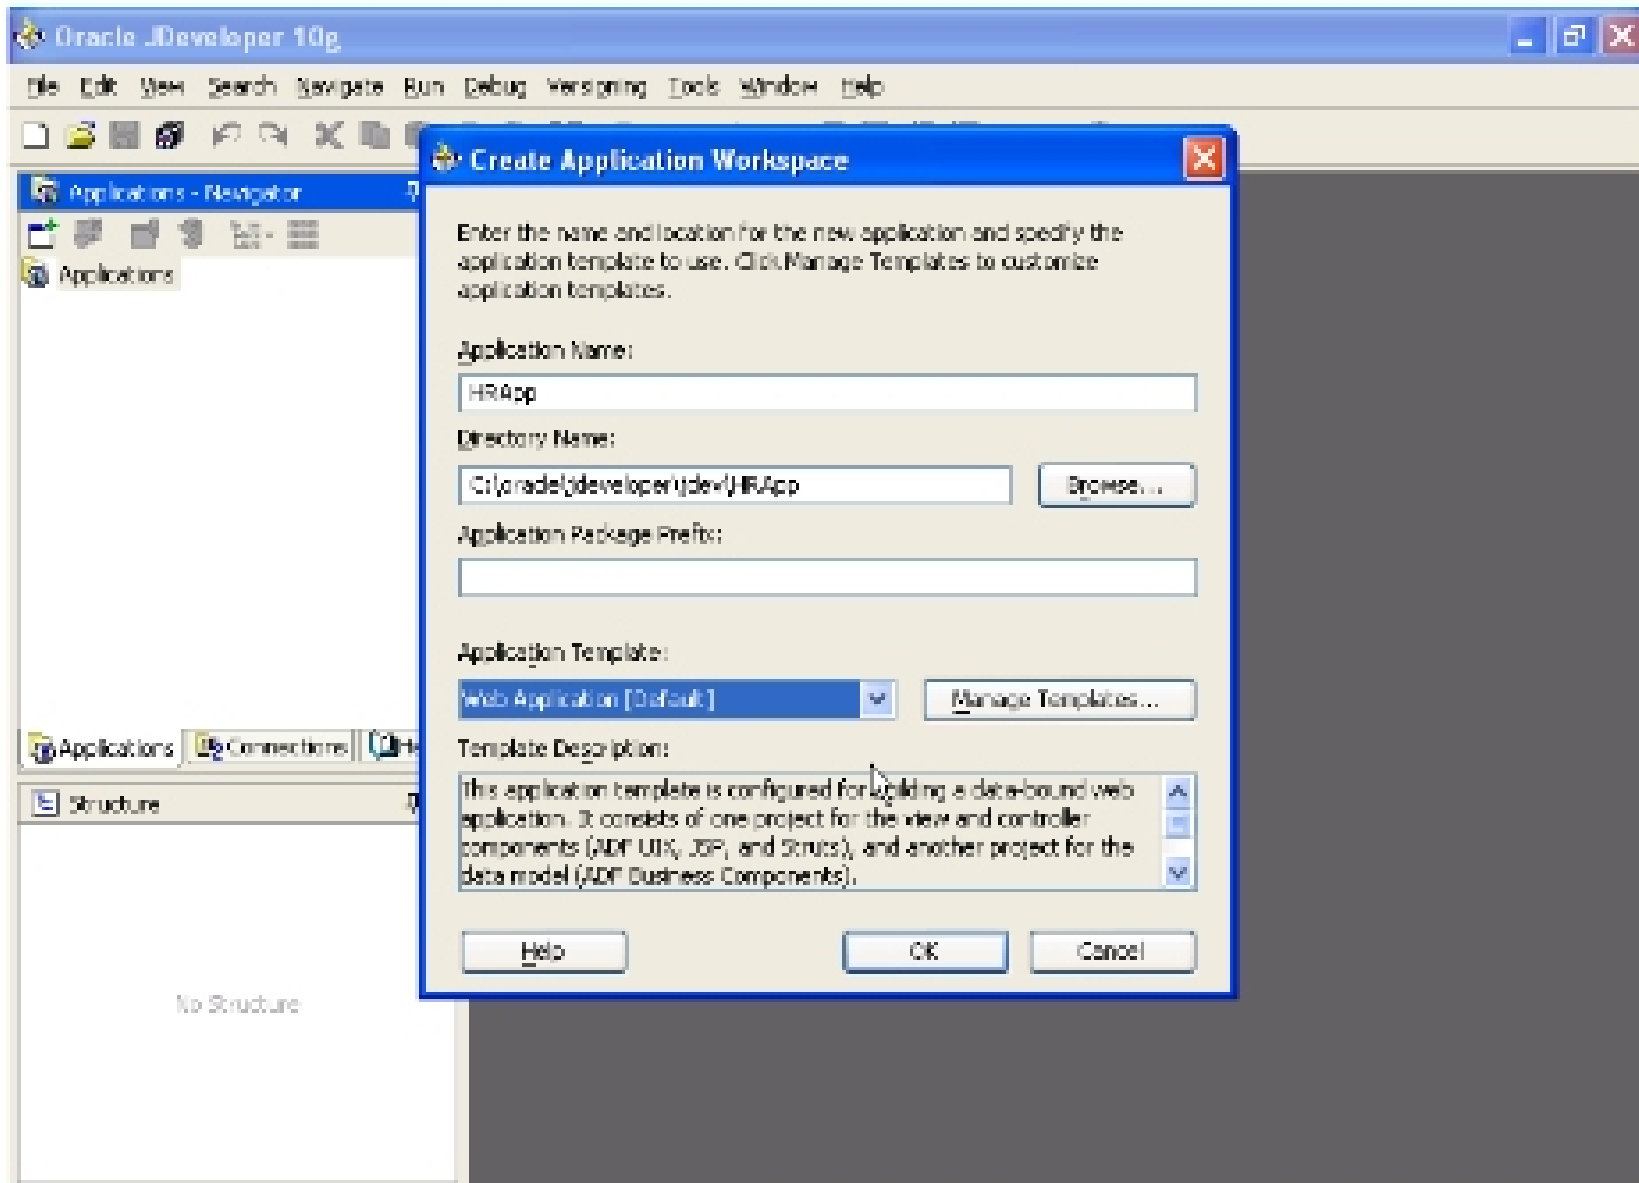 Oracle JDeveloper 10g
File Edit View Search Navigate Run Debug Versioning Tools Window Help
Applications - Navigator
Applications
Applications Connections
Structure
No Structure
Create Application Workspace
Enter the name and location for the new application and specify the
application template to use. Click Manage Templates to customize
application templates.
Application Name:
HRApp
Directory Name:
C:\oracle\jdeveloper\jdev\HRApp
Browse...
Application Package Prefix:
Application Template:
Web Application [Default]
Manage Templates...
Template Description:
This application template is configured for building a data-bound web
application. It consists of one project for the view and controller
components (ADF UIX, JSP, and Struts), and another project for the
data model (ADF Business Components).
Help OK Cancel